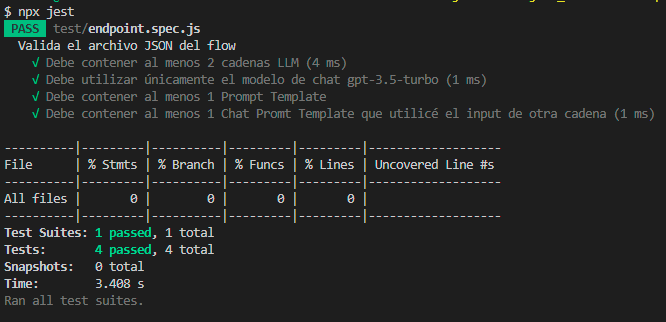 $ npx jest
PASS test/endpoint.spec.js
Valida el archivo JSON del flow
√ Debe contener al menos 2 cadenas LLM (4 ms)
√ Debe utilizar únicamente el modelo de chat gpt-3.5-turbo (1 ms)
√ Debe contener al menos 1 Prompt Template
√ Debe contener al menos 1 Chat Promt Template que utilicé el input de otra cadena (1 ms)
----------|---------|----------|---------|---------|-------------------
File      | % Stmts | % Branch | % Funcs | % Lines | Uncovered Line #s
----------|---------|----------|---------|---------|-------------------
All files |       0 |        0 |       0 |       0 |
----------|---------|----------|---------|---------|-------------------
Test Suites: 1 passed, 1 total
Tests:       4 passed, 4 total
Snapshots:   0 total
Time:        3.408 s
Ran all test suites.